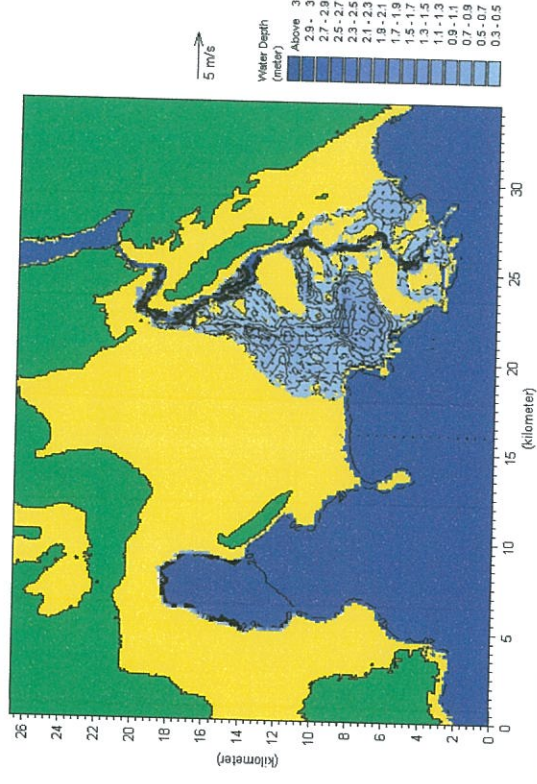 5 m/s
Water Depth
(meter)
Above 3
2.9 - 3
2.7 - 2.9
2.5 - 2.7
2.3 - 2.5
2.1 - 2.3
1.9 - 2.1
1.7 - 1.9
1.5 - 1.7
1.3 - 1.5
1.1 - 1.3
0.9 - 1.1
0.7 - 0.9
0.5 - 0.7
0.3 - 0.5
26
24
22
20
18
16
14
12
10
8
6
4
2
0
(kilometer)
0
5
10
15
20
25
30
(kilometer)